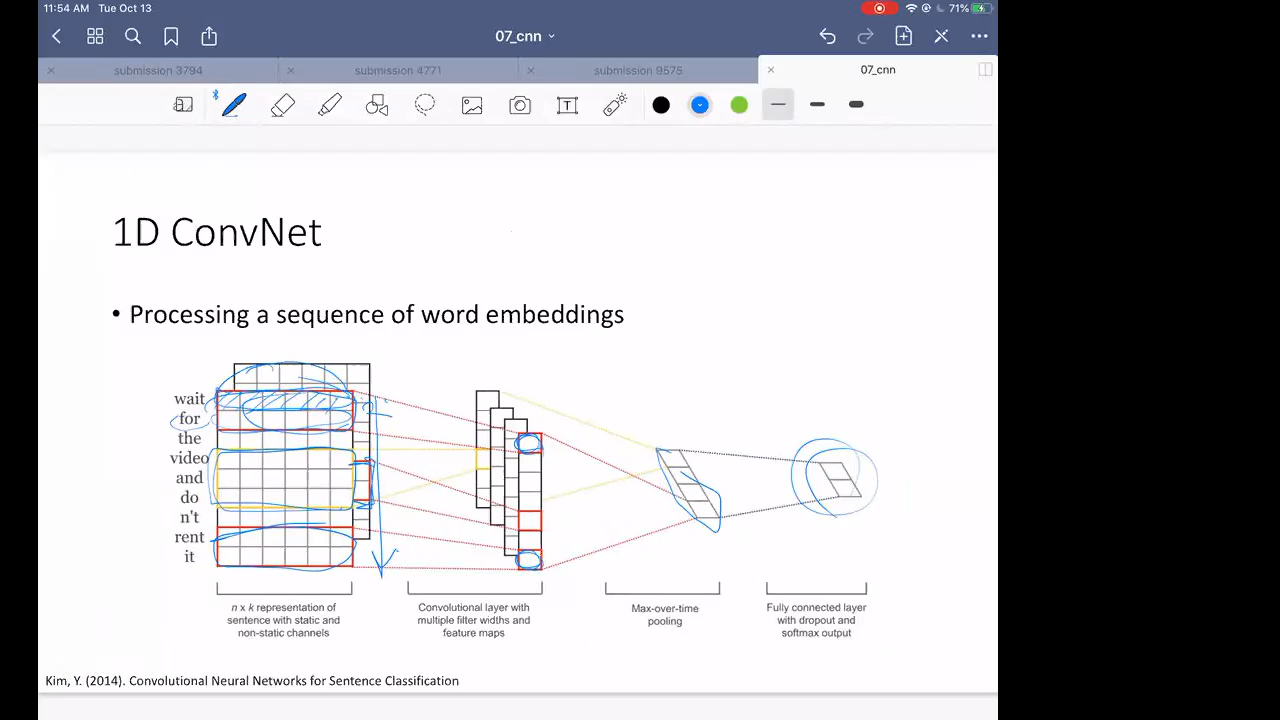 11:54 AM Tue Oct 13
71%
07_cnn
submission 3794
submission 4771
submission 9575
07_cnn
T
1D ConvNet
• Processing a sequence of word embeddings
wait
for
the
video
and
do
n't
rent
it
n x k representation of
sentence with static and
non-static channels
Convolutional layer with
multiple filter widths and
feature maps
Max-over-time
pooling
Fully connected layer
with dropout and
softmax output
Kim, Y. (2014). Convolutional Neural Networks for Sentence Classification